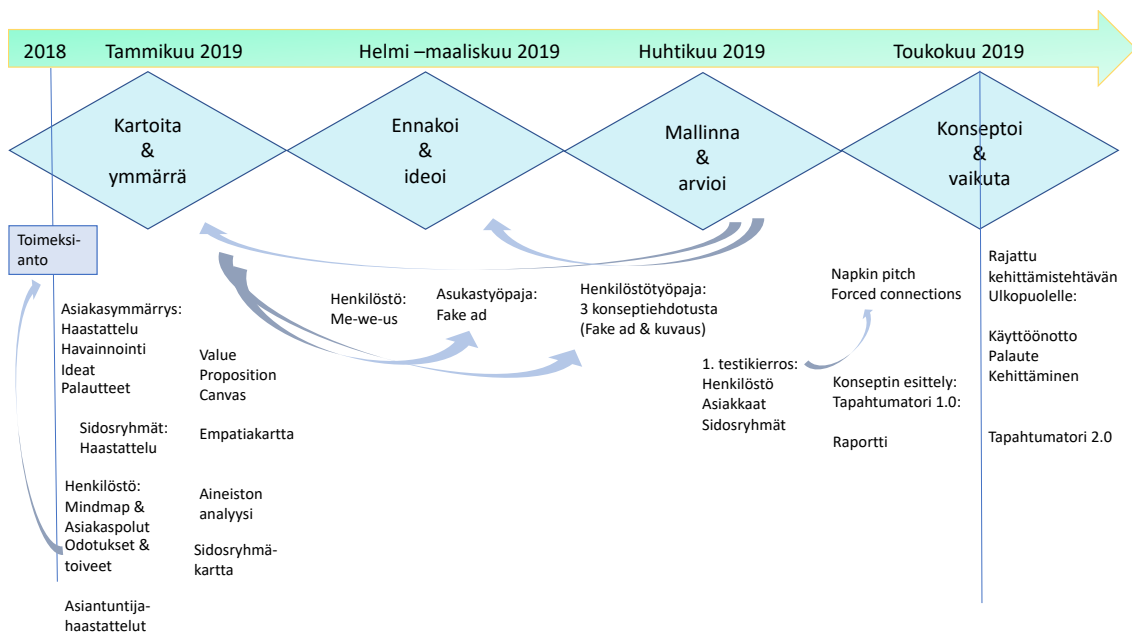 2018
Tammikuu 2019
Helmi –maaliskuu 2019
Huhtikuu 2019
Toukokuu 2019
Kartoita
&
ymmärrä
Ennakoi
&
ideoi
Mallinna
&
arvioi
Konseptoi
&
vaikuta
Toimeksi-
anto
Asiakasymmärrys:
Haastattelu
Havainnointi
Ideat
Palautteet
Sidosryhmät:
Haastattelu
Henkilöstö:
Mindmap &
Asiakaspolut
Odotukset &
toiveet
Asiantuntija-
haastattelut
Value
Proposition
Canvas
Empatiakartta
Aineiston
analyysi
Sidosryhmä-
kartta
Henkilöstö:
Me-we-us
Asukastyöpaja:
Fake ad
Henkilöstötyöpaja:
3 konseptiehdotusta
(Fake ad & kuvaus)
1. testikierros:
Henkilöstö
Asiakkaat
Sidosryhmät
Napkin pitch
Forced connections
Konseptin esittely:
Tapahtumatori 1.0:
Raportti
Rajattu
kehittämistehtävän
Ulkopuolelle:
Käyttöönotto
Palaute
Kehittäminen
Tapahtumatori 2.0